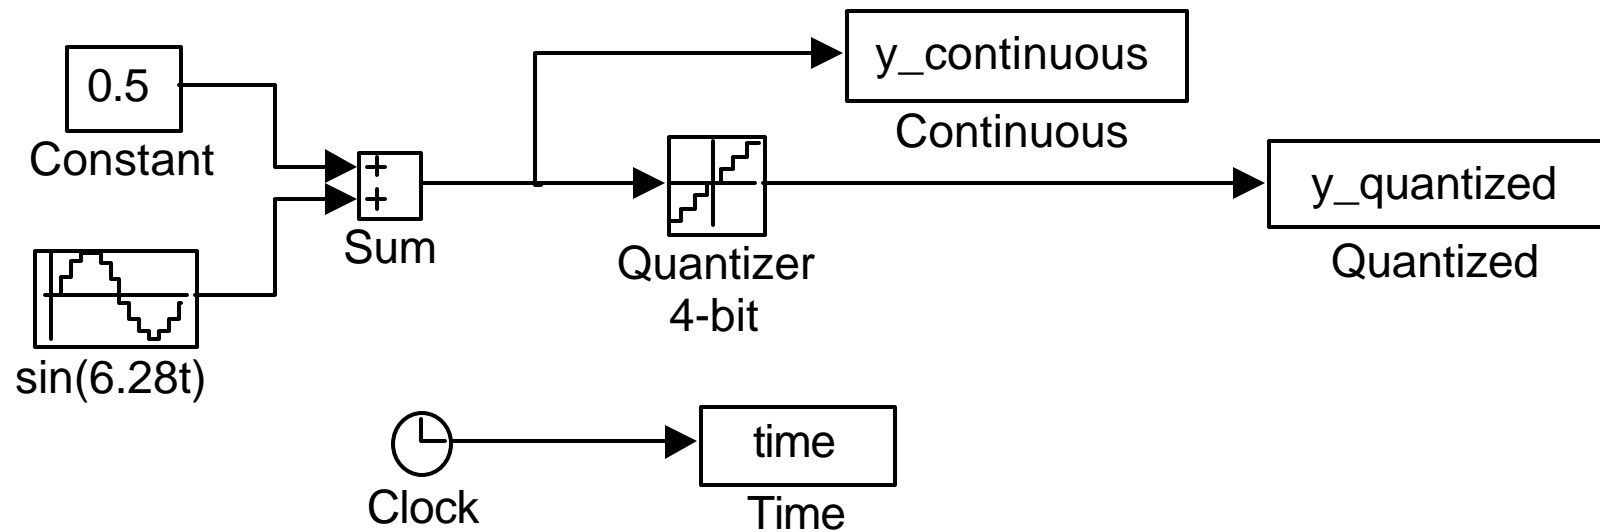 0.5
Constant
+
+
Sum
sin(6.28t)
y_continuous
Continuous
Quantizer
4-bit
y_quantized
Quantized
Clock
time
Time